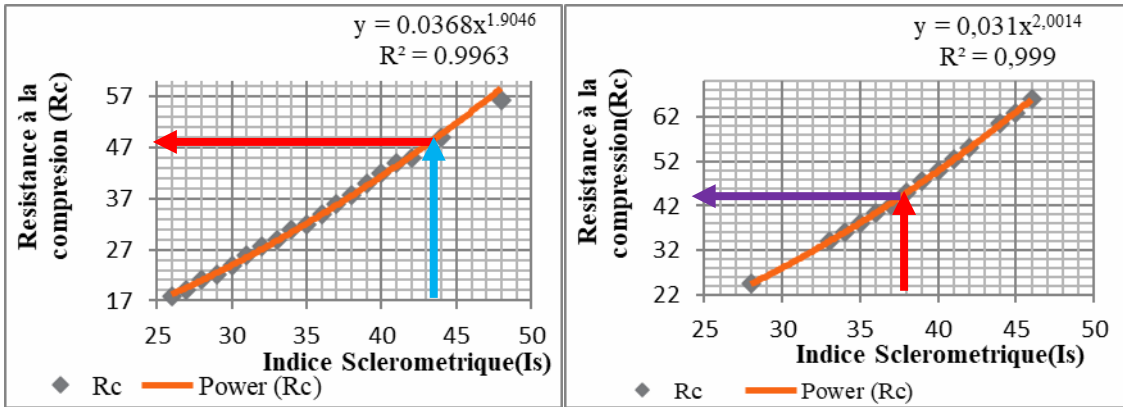 y = 0.0368x^1.9046
R² = 0.9963
Resistance à la
compression (Rc)
57
47
37
27
17
25 30 35 40 45 50
Indice Sclerometrique(Is)
Rc Power (Rc)
y = 0,031x^2,0014
R² = 0,999
Resistance à la
compression(Rc
62
52
42
32
22
25 30 35 40 45 50
Indice Sclerometrique(Is)
Rc Power (Rc)